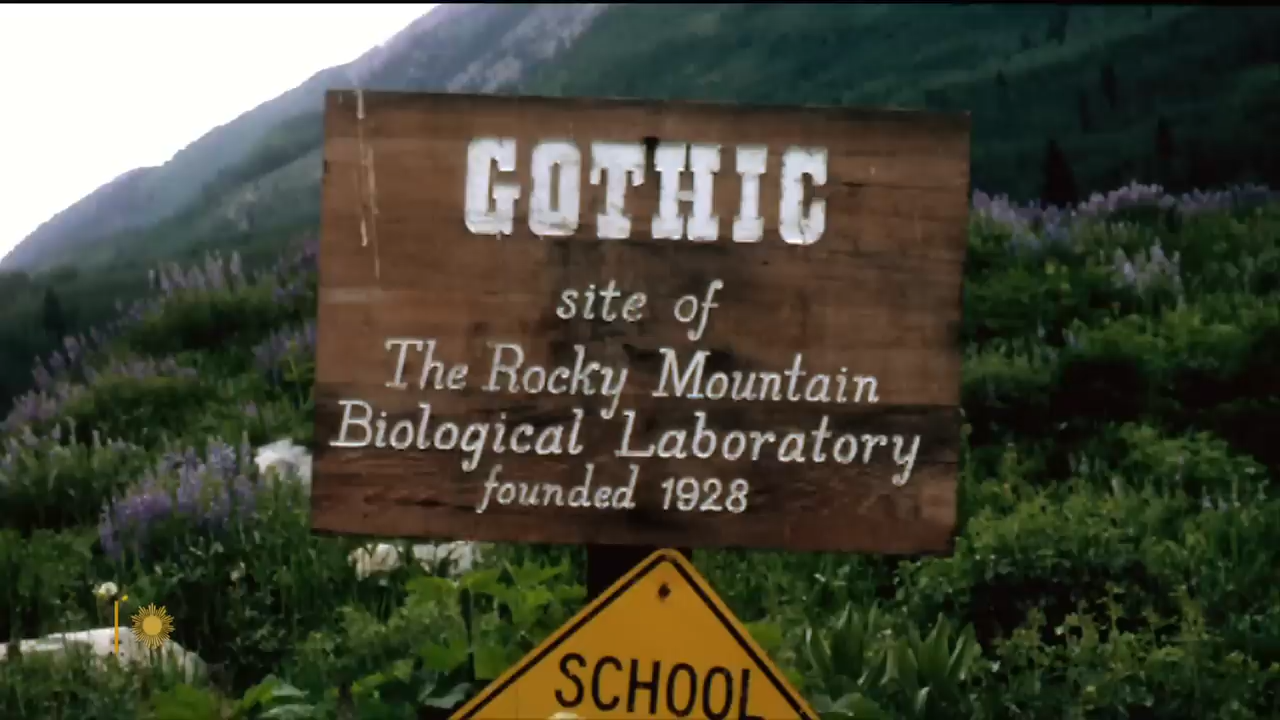 GOTHIC
site of
The Rocky Mountain
Biological Laboratory
founded 1928
SCHOOL